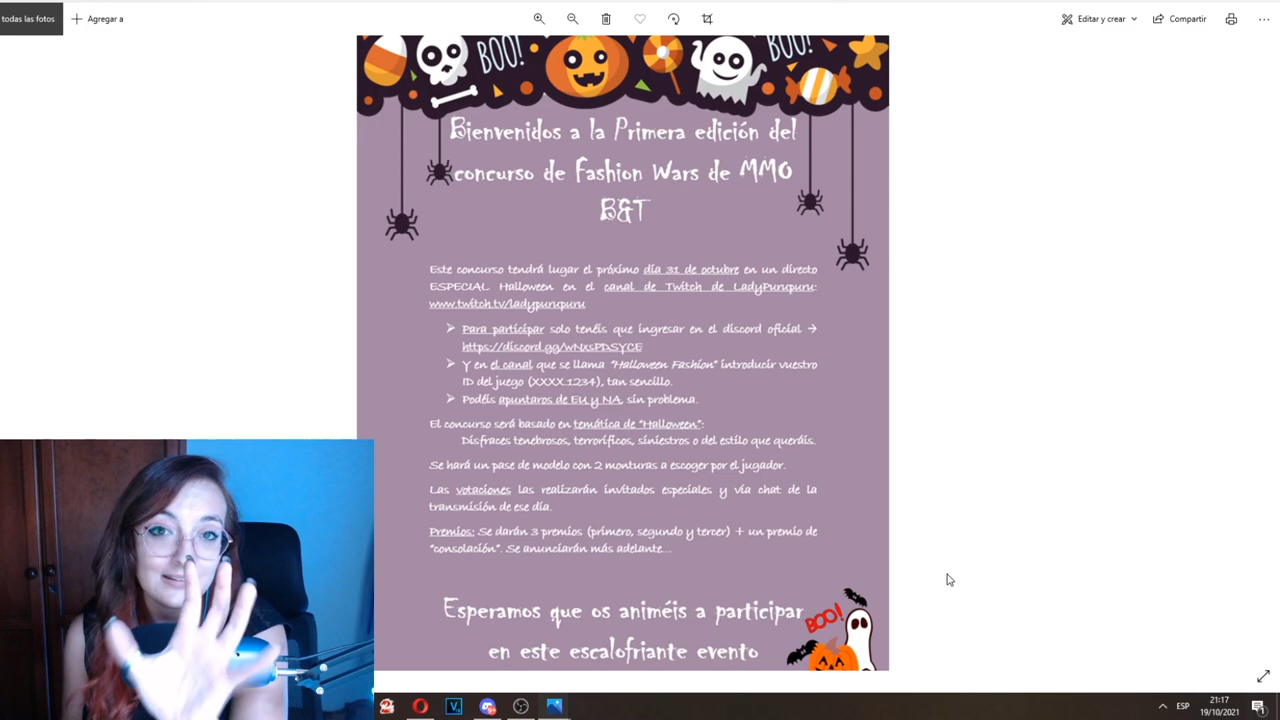 todas las fotos
Agregar a
Editar y crear
Compartir
BOO!
BOO!
Bienvenidos a la Primera edición del
concurso de Fashion Wars de MMO
B&T
Este concurso tendrá lugar el próximo día 31 de octubre en un directo
ESPECIAL Halloween en el canal de Twitch de LadyPurupuru:
www.twitch.tv/ladypurupuru
➢ Para participar solo tenéis que ingresar en el discord oficial →
https://discord.gg/wNxsPDSYCE
➢ Y en el canal que se llama "Halloween Fashion" introducir vuestro
ID del juego (XXXX.1234), tan sencillo.
➢ Podéis apuntaros de EU y NA, sin problema.
El concurso será basado en temática de "Halloween":
Disfraces tenebrosos, terroríficos, siniestros o del estilo que queráis.
Se hará un pase de modelo con 2 monturas a escoger por el jugador.
Las votaciones las realizarán invitados especiales y vía chat de la
transmisión de ese día.
Premios: Se darán 3 premios (primero, segundo y tercer) + un premio de
"consolación". Se anunciarán más adelante...
Esperamos que os animéis a participar
en este escalofriante evento
BOO!
ESP
21:17
19/10/2021